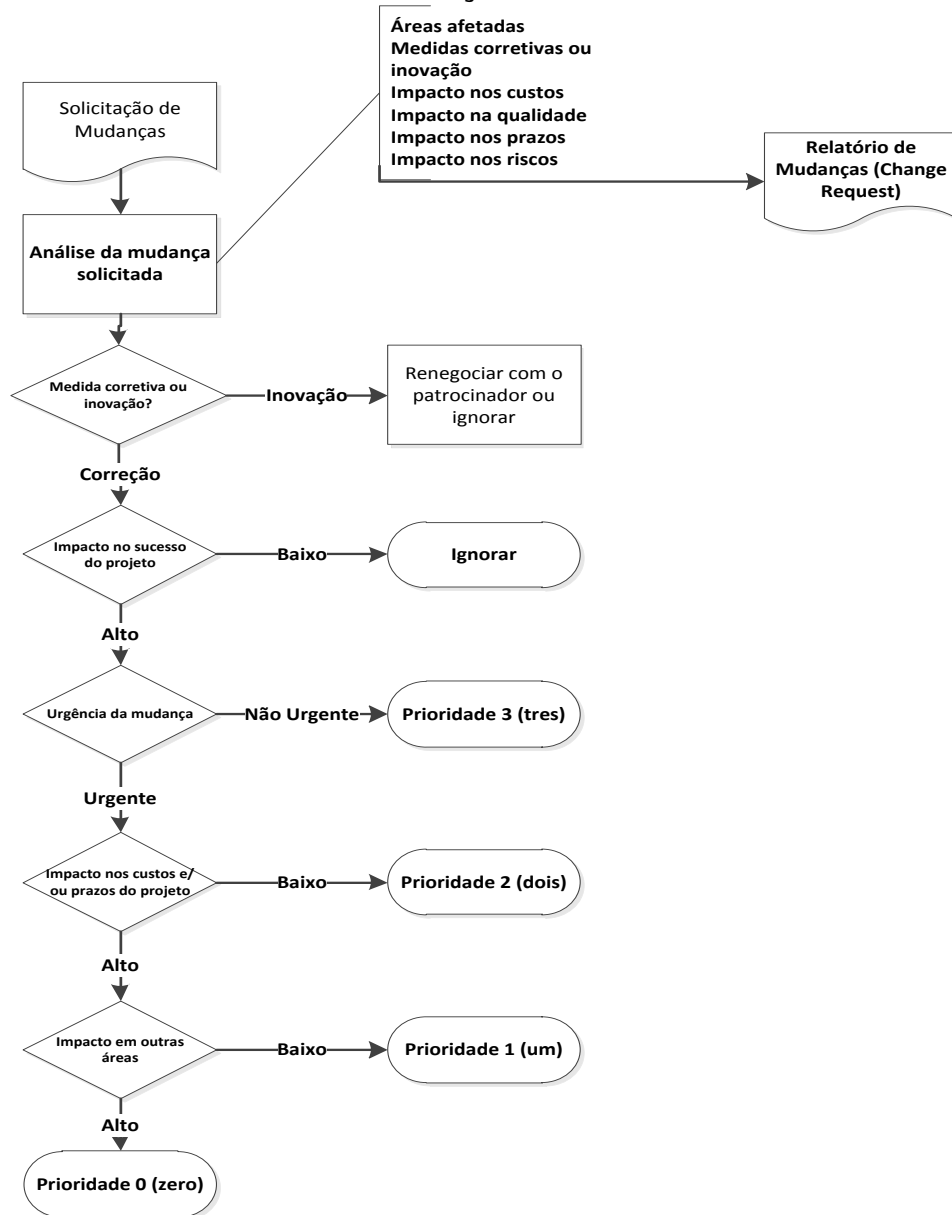 Áreas afetadas
Medidas corretivas ou
inovação
Impacto nos custos
Impacto na qualidade
Impacto nos prazos
Impacto nos riscos
Solicitação de
Mudanças
Relatório de
Mudanças (Change
Request)
Análise da mudança
solicitada
Medida corretiva ou
inovação?
Inovação
Renegociar com o
patrocinador ou
ignorar
Correção
Impacto no sucesso
do projeto
Baixo
Ignorar
Alto
Urgência da mudança
Não Urgente
Prioridade 3 (tres)
Urgente
Impacto nos custos e/
ou prazos do projeto
Baixo
Prioridade 2 (dois)
Alto
Impacto em outras
áreas
Baixo
Prioridade 1 (um)
Alto
Prioridade 0 (zero)